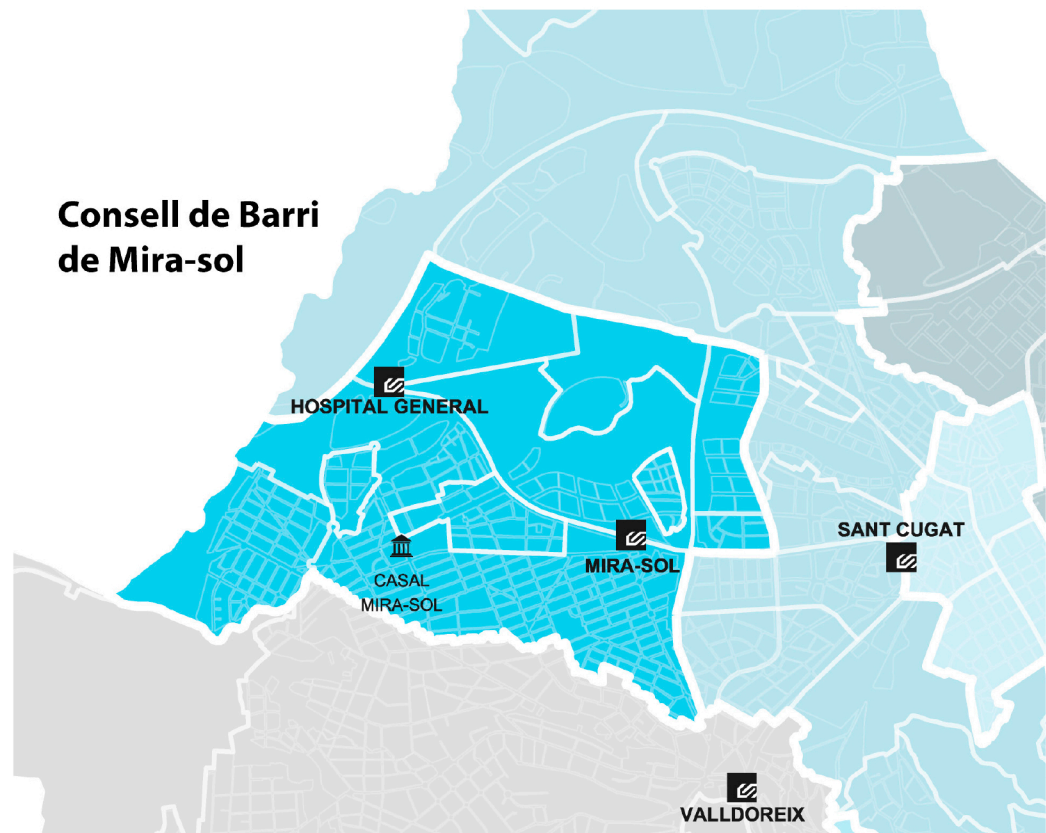 Consell de Barri
de Mira-sol
HOSPITAL GENERAL
SANT CUGAT
MIRA-SOL
CASAL
MIRA-SOL
VALLDOREIX